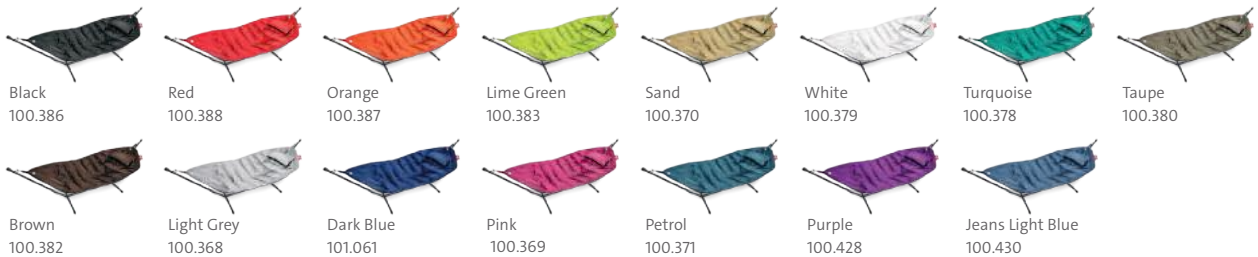 Black
100.386
Red
100.388
Orange
100.387
Lime Green
100.383
Sand
100.370
White
100.379
Turquoise
100.378
Taupe
100.380
Brown
100.382
Light Grey
100.368
Dark Blue
101.061
Pink
100.369
Petrol
100.371
Purple
100.428
Jeans Light Blue
100.430